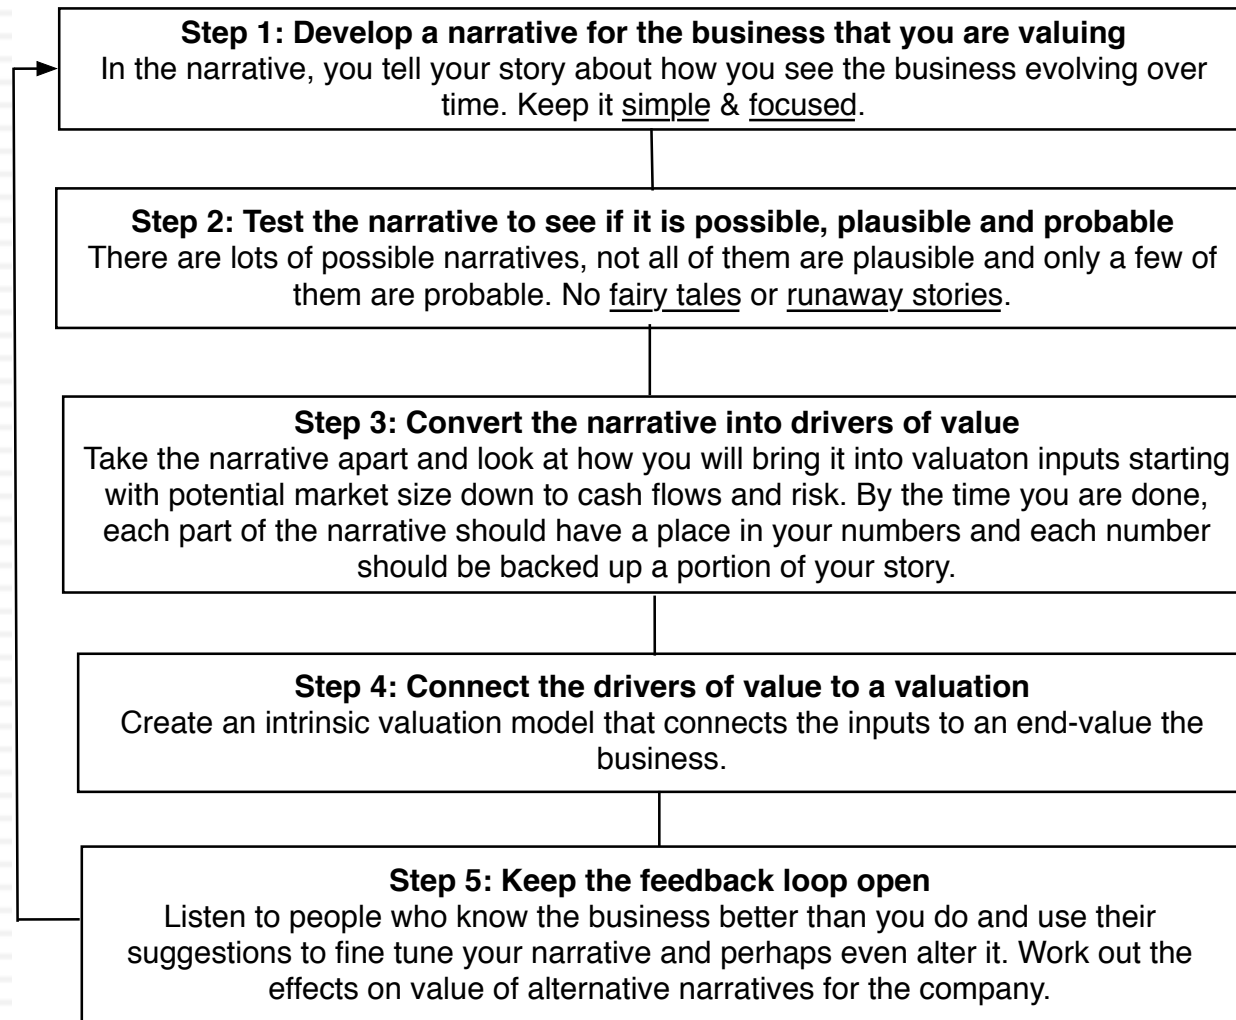 Step 1: Develop a narrative for the business that you are valuing
In the narrative, you tell your story about how you see the business evolving over
time. Keep it simple & focused.
Step 2: Test the narrative to see if it is possible, plausible and probable
There are lots of possible narratives, not all of them are plausible and only a few of
them are probable. No fairy tales or runaway stories.
Step 3: Convert the narrative into drivers of value
Take the narrative apart and look at how you will bring it into valuaton inputs starting
with potential market size down to cash flows and risk. By the time you are done,
each part of the narrative should have a place in your numbers and each number
should be backed up a portion of your story.
Step 4: Connect the drivers of value to a valuation
Create an intrinsic valuation model that connects the inputs to an end-value the
business.
Step 5: Keep the feedback loop open
Listen to people who know the business better than you do and use their
suggestions to fine tune your narrative and perhaps even alter it. Work out the
effects on value of alternative narratives for the company.